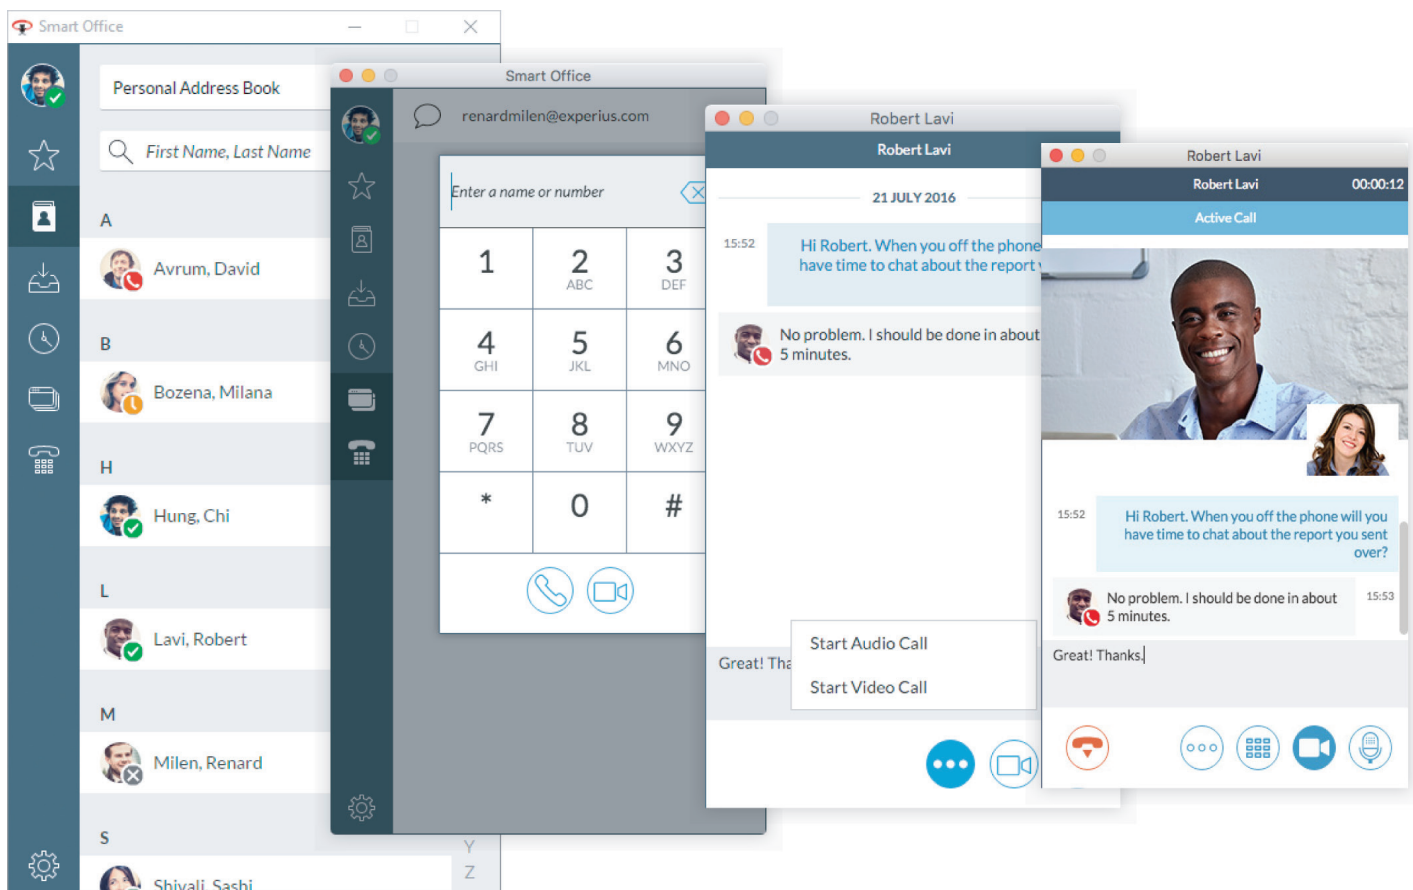 Smart Office
Personal Address Book
First Name, Last Name
A
Avrum, David
B
Bozena, Milana
H
Hung, Chi
L
Lavi, Robert
M
Milen, Renard
S
Shivali, Sashi
Y
Z
Smart Office
renardmilen@experius.com
Enter a name or number
1
2
ABC
3
DEF
4
GHI
5
JKL
6
MNO
7
PQRS
8
TUV
9
WXYZ
*
0
#
Robert Lavi
Robert Lavi
21 JULY 2016
15:52
Hi Robert. When you off the phone
have time to chat about the report
No problem. I should be done in about
5 minutes.
Start Audio Call
Start Video Call
Great! Tha
Robert Lavi
Robert Lavi 00:00:12
Active Call
15:52
Hi Robert. When you off the phone will you
have time to chat about the report you sent
over?
No problem. I should be done in about
5 minutes.
15:53
Great! Thanks.